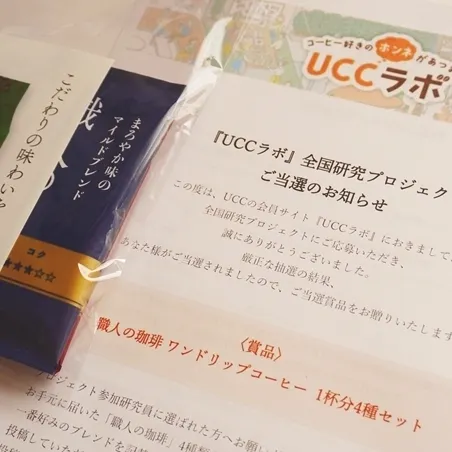 コーヒー好きのホンネがあつ
UCCラボ
『UCCラボ』全国研究プロジェク
ご当選のお知らせ
この度は、UCCの会員サイト『UCCラボ』におきまして
全国研究プロジェクトにご応募いただき、
誠にありがとうございました。
厳正な抽選の結果、
あなた様がご当選されましたので、ご当選賞品をお贈りいたします
〈賞品〉
職人の珈琲 ワンドリップコーヒー 1杯分4種セット
プロジェクト参加研究員に選ばれた方へお願い
お手元に届いた「職人の珈琲」4種
一番好みのブレンドを
投稿していた
まろやか味の
マイルドブレンド
職人の
コク
★★★☆☆
こだわりの味わい